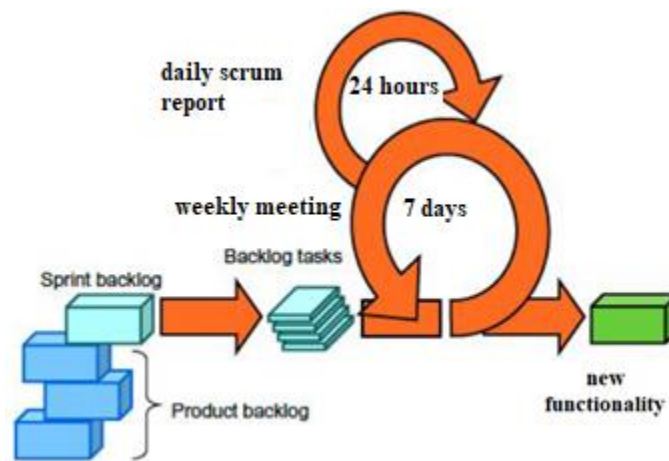 daily scrum
report
24 hours
weekly meeting
7 days
Backlog tasks
Sprint backlog
Product backlog
new
functionality